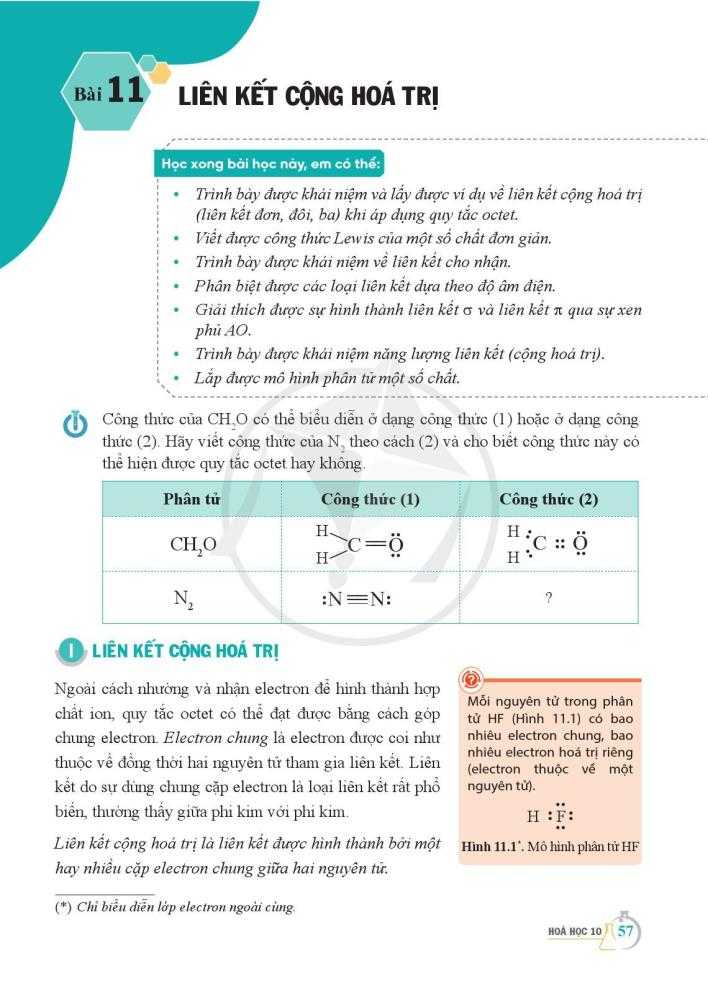 Bài 11
LIÊN KẾT CỘNG HOÁ TRỊ
Học xong bài học này, em có thể:
• Trình bày được khái niệm và lấy được ví dụ về liên kết cộng hoá trị
(liên kết đơn, đôi, ba) khi áp dụng quy tắc octet.
• Viết được công thức Lewis của một số chất đơn giản.
• Trình bày được khái niệm về liên kết cho nhận.
• Phân biệt được các loại liên kết dựa theo độ âm điện.
• Giải thích được sự hình thành liên kết σ và liên kết π qua sự xen
phủ AO.
• Trình bày được khái niệm năng lượng liên kết (cộng hoá trị).
• Lắp được mô hình phân tử một số chất.
Công thức của CH₂O có thể biểu diễn ở dạng công thức (1) hoặc ở dạng công
thức (2). Hãy viết công thức của N₂ theo cách (2) và cho biết công thức này có
thể hiện được quy tắc octet hay không.
Phân tử Công thức (1) Công thức (2)
H H
CH₂O C=O C :: O
H H
N₂ :N≡N: ?
I LIÊN KẾT CỘNG HOÁ TRỊ
Ngoài cách nhường và nhận electron để hình thành hợp
chất ion, quy tắc octet có thể đạt được bằng cách góp
chung electron. Electron chung là electron được coi như
thuộc về đồng thời hai nguyên tử tham gia liên kết. Liên
kết do sự dùng chung cặp electron là loại liên kết rất phổ
biến, thường thấy giữa phi kim với phi kim.
Liên kết cộng hoá trị là liên kết được hình thành bởi một
hay nhiều cặp electron chung giữa hai nguyên tử.
?
Mỗi nguyên tử trong phân
tử HF (Hình 11.1) có bao
nhiêu electron chung, bao
nhiêu electron hoá trị riêng
(electron thuộc về một
nguyên tử).
H :F:
Hình 11.1*. Mô hình phân tử HF
(*) Chỉ biểu diễn lớp electron ngoài cùng.
HOÁ HỌC 10 57